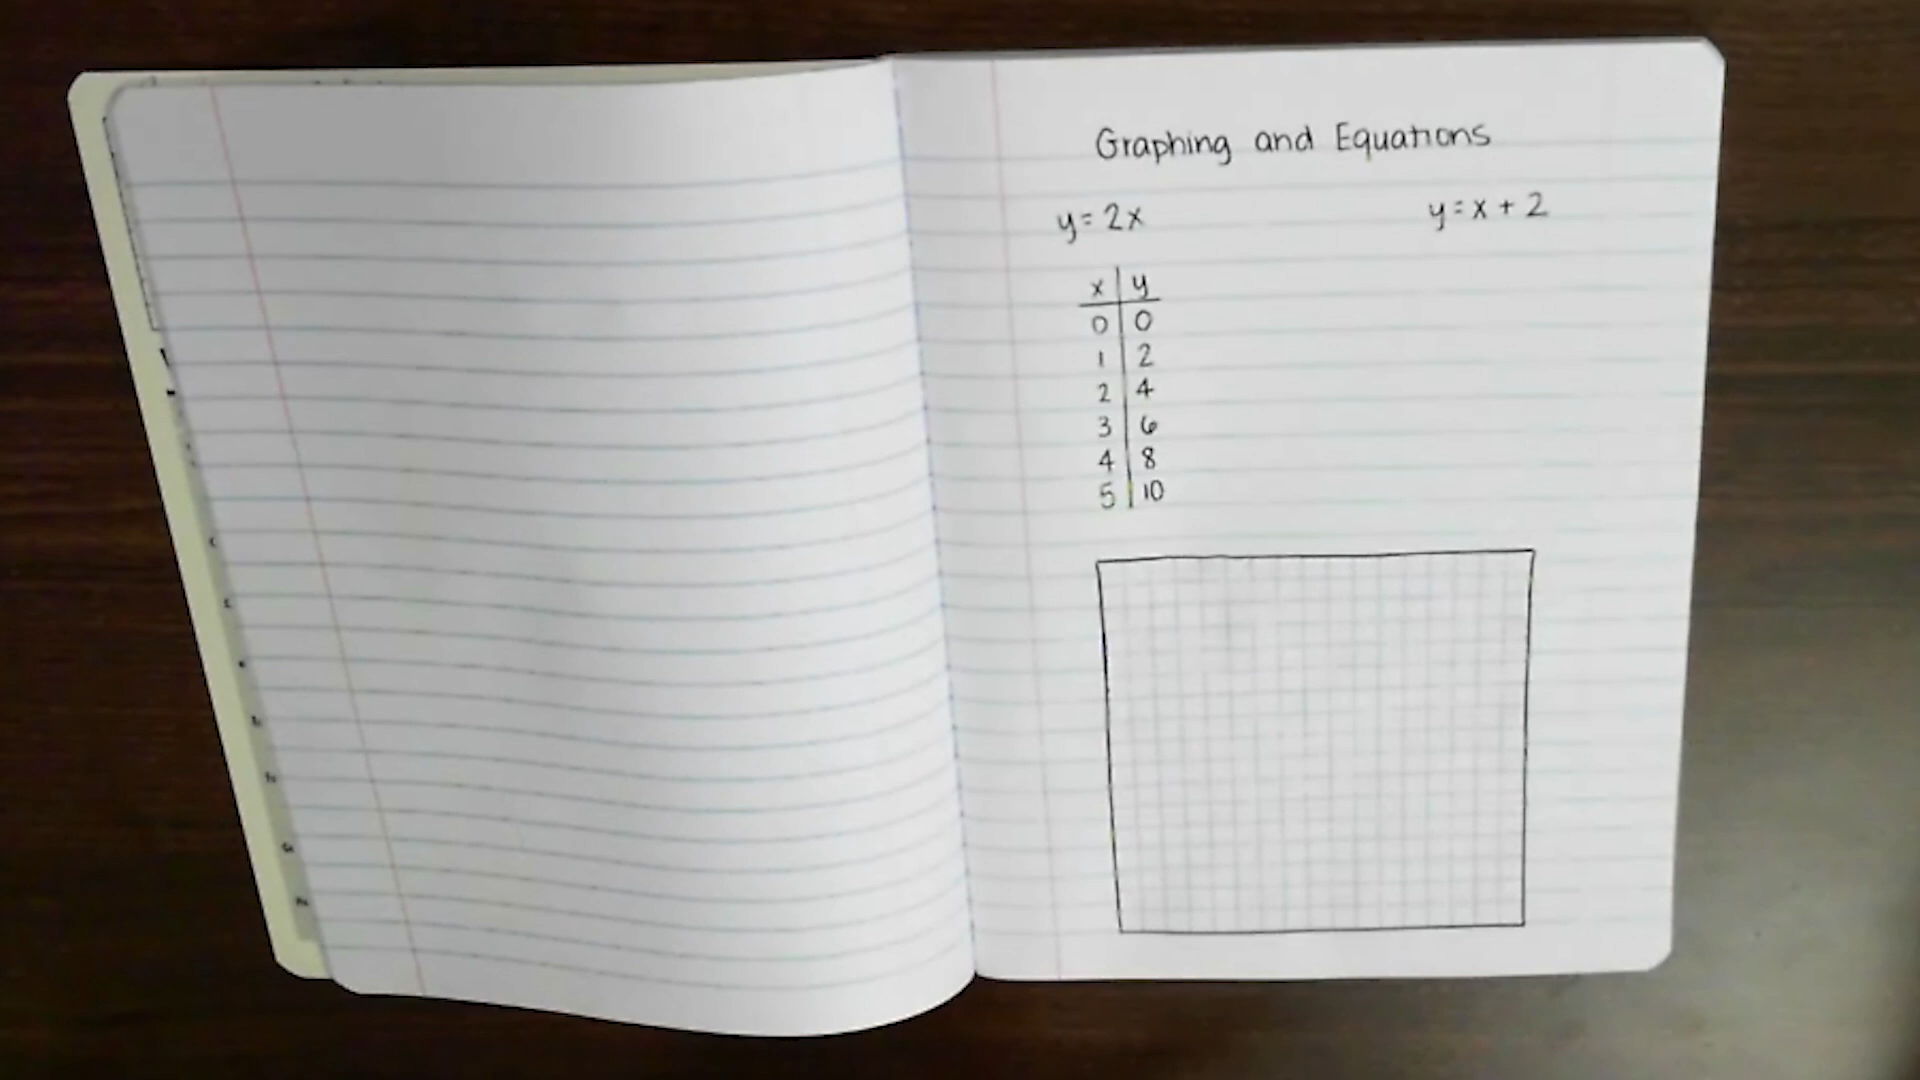 Graphing and Equations
y = 2x
y = x + 2
x y
0 0
1 2
2 4
3 6
4 8
5 10